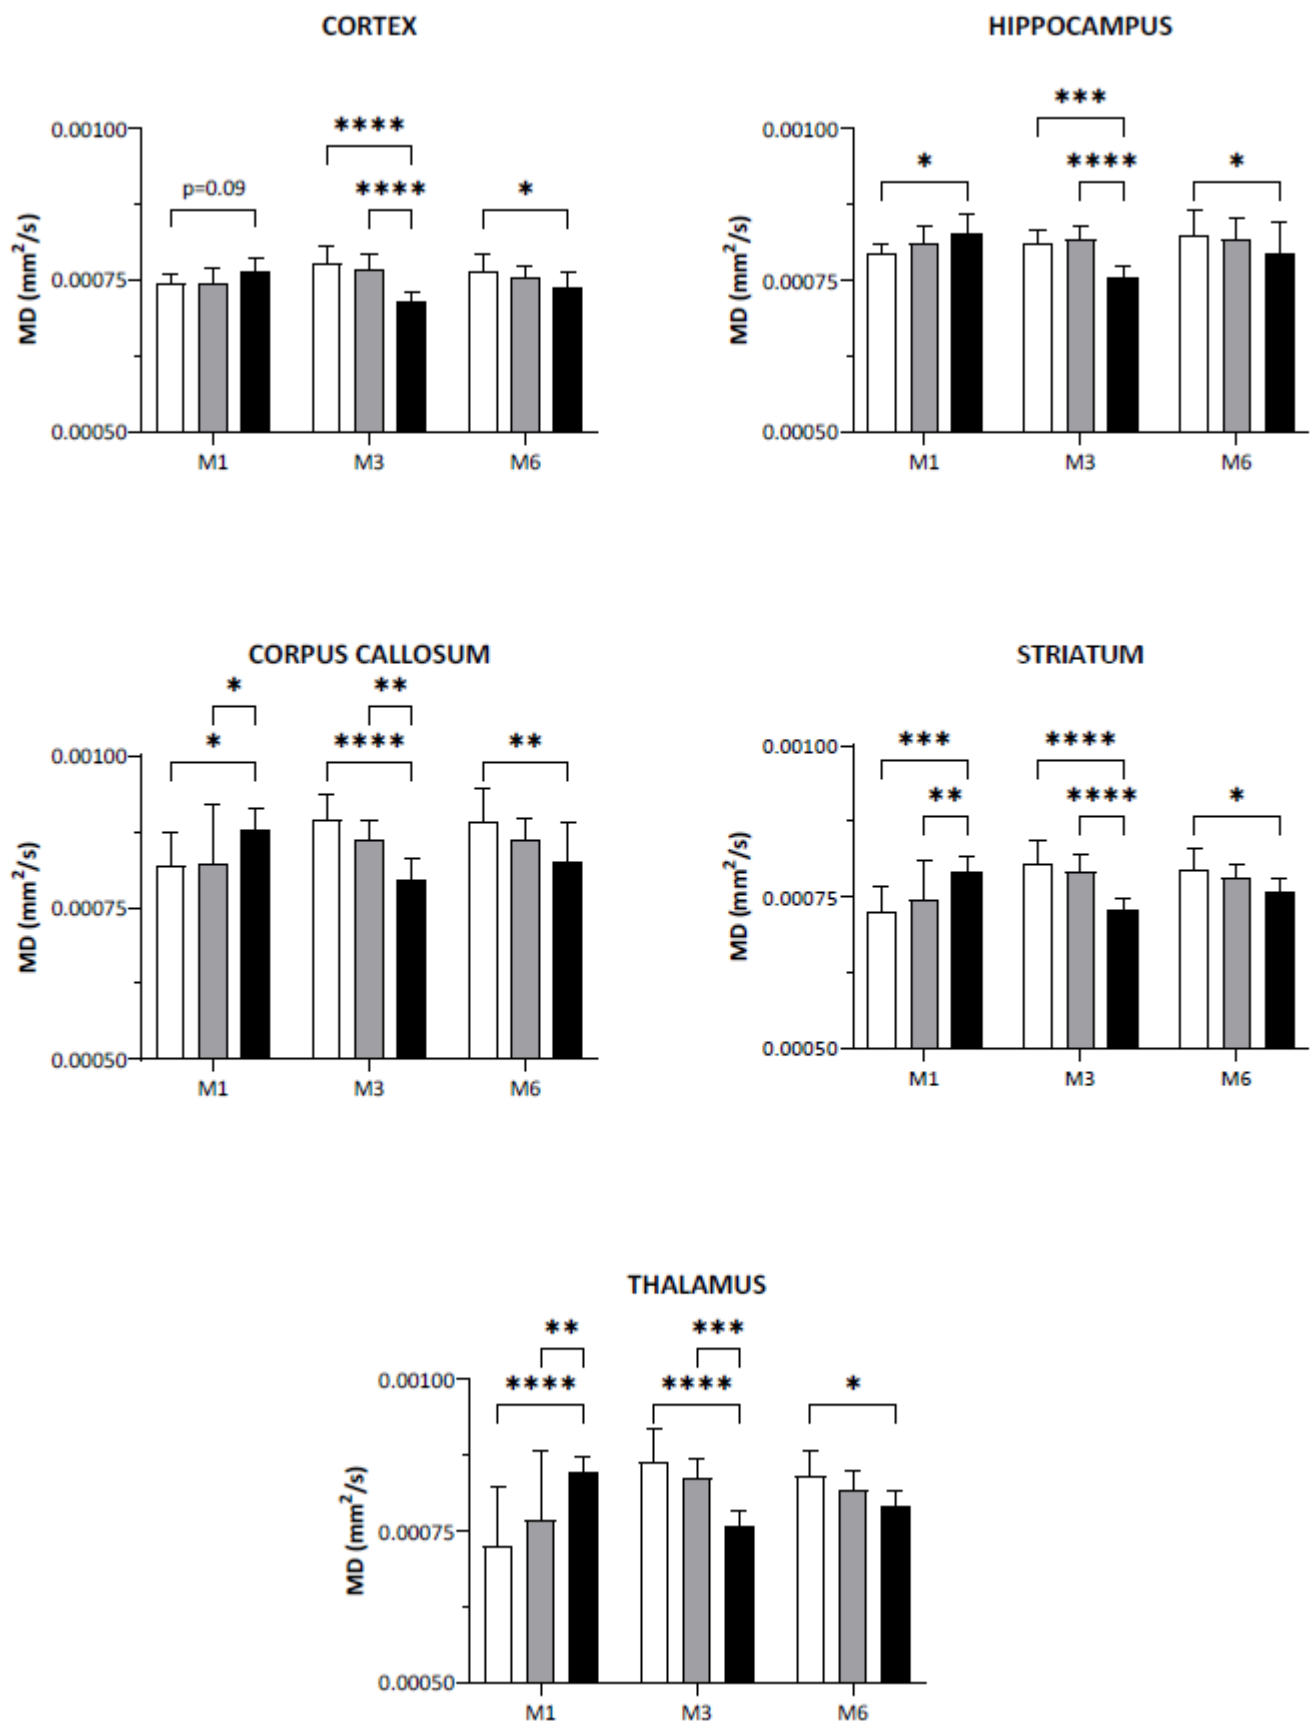 CORTEX
****
0.00100
p=0.09
****
*
MD (mm²/s)
0.00075
0.00050
M1 M3 M6
HIPPOCAMPUS
***
0.00100
*
****
*
MD (mm²/s)
0.00075
0.00050
M1 M3 M6
CORPUS CALLOSUM
* **
* **** **
0.00100
MD (mm²/s)
0.00075
0.00050
M1 M3 M6
STRIATUM
*** ****
0.00100
** **** *
MD (mm²/s)
0.00075
0.00050
M1 M3 M6
THALAMUS
** ***
0.00100
**** **** *
MD (mm²/s)
0.00075
0.00050
M1 M3 M6